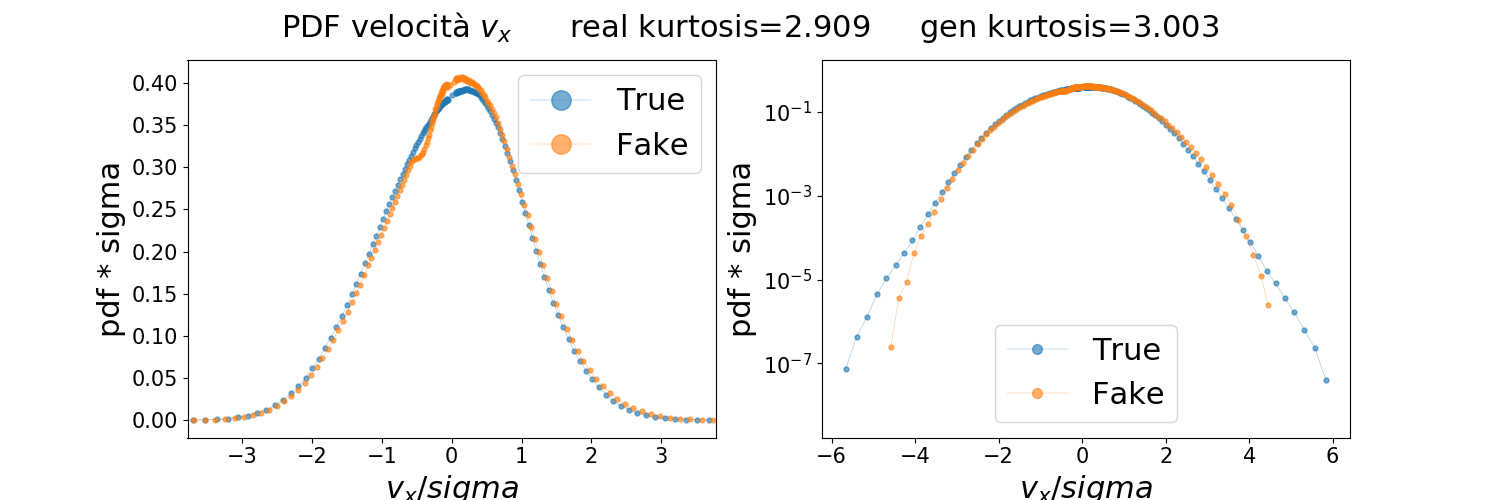 PDF velocità v_x real kurtosis=2.909 gen kurtosis=3.003
0.40
0.35
0.30
0.25
0.20
0.15
0.10
0.05
0.00
pdf * sigma
True
Fake
−3 −2 −1 0 1 2 3
v_x/sigma
10^−1
10^−3
10^−5
10^−7
pdf * sigma
True
Fake
−6 −4 −2 0 2 4 6
v_x/sigma